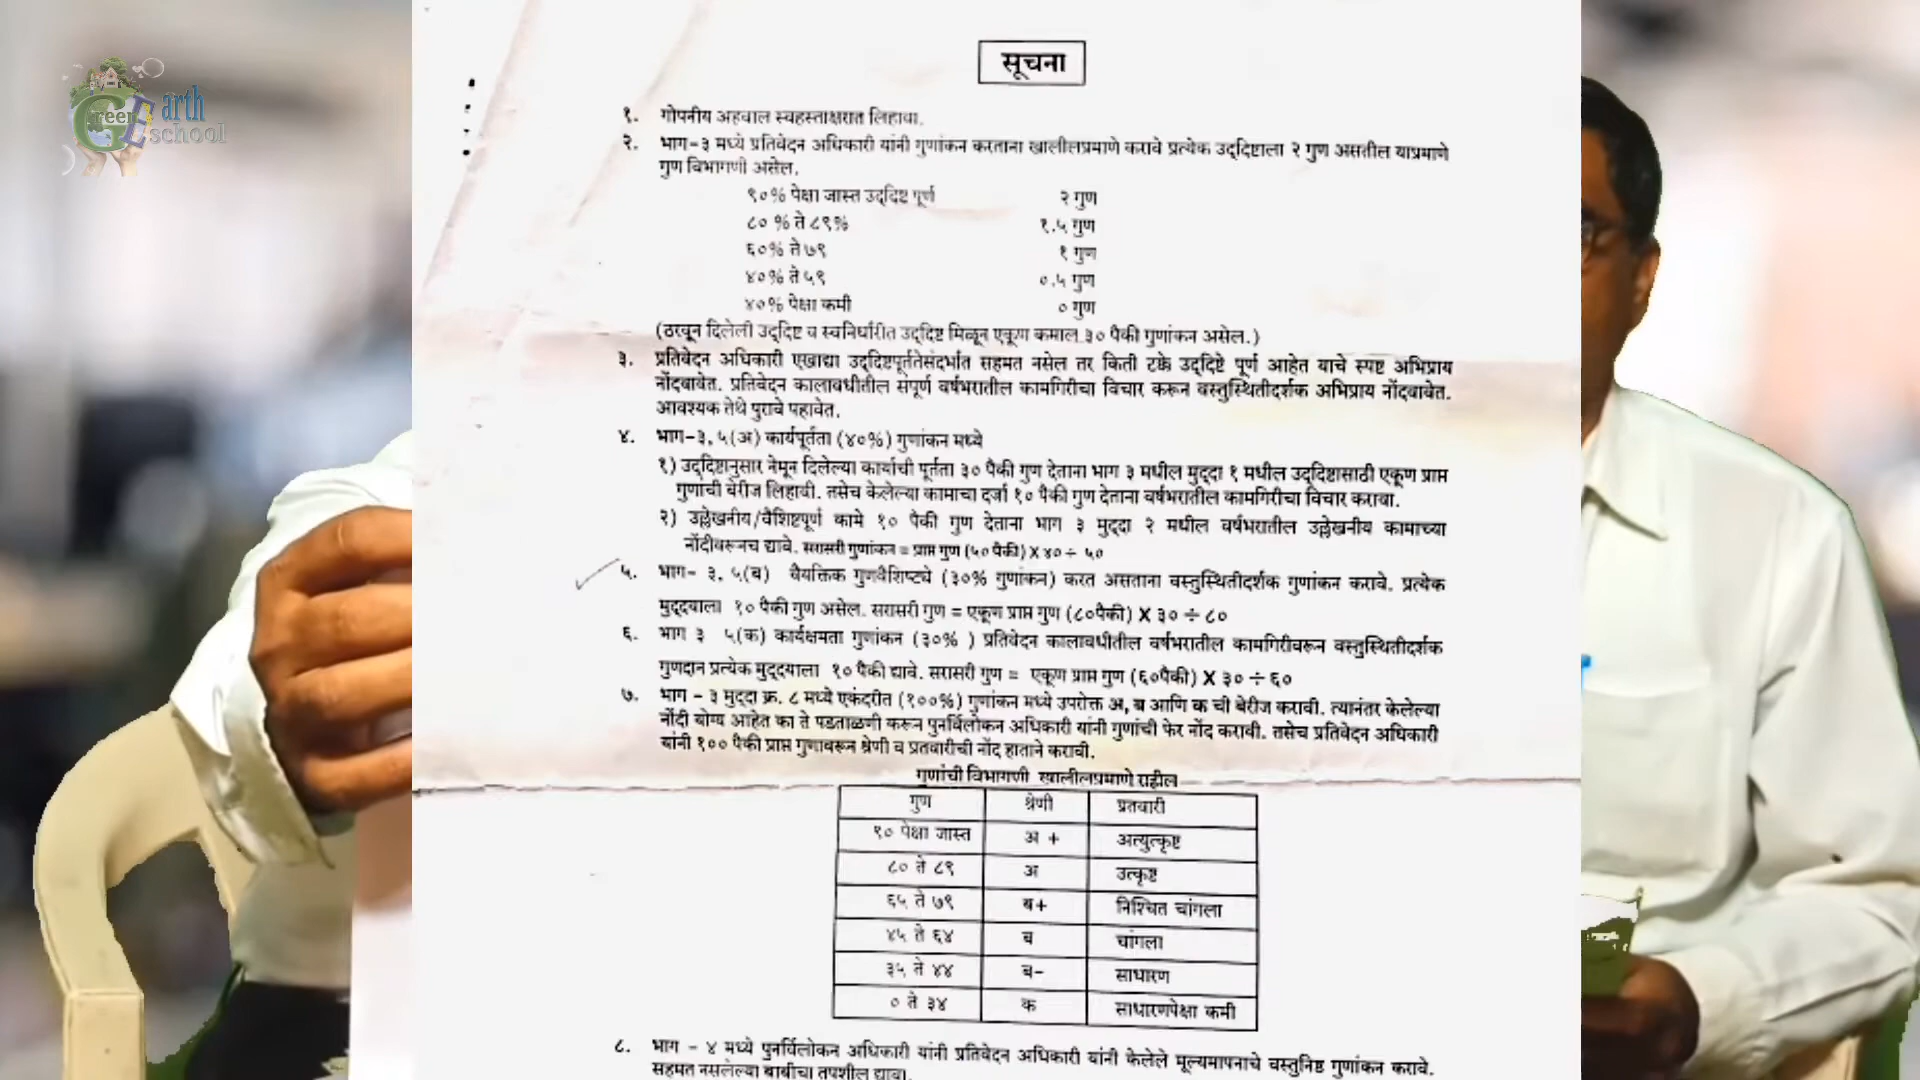 Green Earth school
सूचना
१. गोपनीय अहवाल स्वहस्ताक्षरात लिहावा.
२. भाग-३ मध्ये प्रतिवेदन अधिकारी यांनी गुणांकन करताना खालीलप्रमाणे करावे प्रत्येक उद्दिष्टाला २ गुण असतील याप्रमाणे
गुण विभागणी असेल.
९०% पेक्षा जास्त उद्दिष्ट पूर्ण २ गुण
८० % ते ८९% १.५ गुण
६०% ते ७९ १ गुण
४०% ते ५९ ०.५ गुण
४०% पेक्षा कमी ० गुण
(ठरवून दिलेली उद्दिष्ट व स्वनिर्धारीत उद्दिष्ट मिळून एकूण कमाल ३० पैकी गुणांकन असेल.)
३. प्रतिवेदन अधिकारी एखाद्या उद्दिष्टपूर्ततेसंदर्भात सहमत नसेल तर किती टक्के उद्दिष्टे पूर्ण आहेत याचे स्पष्ट अभिप्राय
नोंदवावेत. प्रतिवेदन कालावधीतील संपूर्ण वर्षभरातील कामगिरीचा विचार करून वस्तुस्थितीदर्शक अभिप्राय नोंदवावेत.
आवश्यक तेथे पुरावे पहावेत.
४. भाग-३, ५(अ) कार्यपूर्तता (४०%) गुणांकन मध्ये
१) उद्दिष्टानुसार नेमून दिलेल्या कार्याची पूर्तता ३० पैकी गुण देताना भाग ३ मधील मुद्दा १ मधील उद्दिष्टासाठी एकूण प्राप्त
गुणांची बेरीज लिहावी. तसेच केलेल्या कामाचा दर्जा १० पैकी गुण देताना वर्षभरातील कामगिरीचा विचार करावा.
२) उल्लेखनीय/वैशिष्टपूर्ण कामे १० पैकी गुण देताना भाग ३ मुद्दा २ मधील वर्षभरातील उल्लेखनीय कामाच्या
नोंदीवरूनच द्यावे. सरासरी गुणांकन = प्राप्त गुण (५०पैकी) X ४० ÷ ५०
५. भाग- ३, ५(ब) वैयक्तिक गुणवैशिष्ट्ये (३०% गुणांकन) करत असताना वस्तुस्थितीदर्शक गुणांकन करावे. प्रत्येक
मुद्दयाला १० पैकी गुण असेल. सरासरी गुण = एकूण प्राप्त गुण (८०पैकी) X ३० ÷ ८०
६. भाग ३ ५(क) कार्यक्षमता गुणांकन (३०% ) प्रतिवेदन कालावधीतील वर्षभरातील कामगिरीवरून वस्तुस्थितीदर्शक
गुणदान प्रत्येक मुद्दयाला १० पैकी द्यावे. सरासरी गुण = एकूण प्राप्त गुण (६०पैकी) X ३० ÷ ६०
७. भाग - ३ मुद्दा क्र. ८ मध्ये एकंदरीत (१००%) गुणांकन मध्ये उपरोक्त अ, ब आणि क ची बेरीज करावी. त्यानंतर केलेल्या
नोंदी योग्य आहेत का ते पडताळणी करून पुनर्विलोकन अधिकारी यांनी गुणांची फेर नोंद करावी. तसेच प्रतिवेदन अधिकारी
यांनी १०० पैकी प्राप्त गुणावरून श्रेणी व प्रतवारीची नोंद हाताने करावी.
गुणांची विभागणी खालीलप्रमाणे राहील
गुण श्रेणी प्रतवारी
९० पेक्षा जास्त अ + अत्युत्कृष्ट
८० ते ८९ अ उत्कृष्ट
६५ ते ७९ ब+ निश्चित चांगला
४५ ते ६४ ब चांगला
३५ ते ४४ ब- साधारण
० ते ३४ क साधारणपेक्षा कमी
८. भाग - ४ मध्ये पुनर्विलोकन अधिकारी यांनी प्रतिवेदन अधिकारी यांनी केलेले मूल्यमापनाचे वस्तुनिष्ठ गुणांकन करावे.
सहमत नसलेल्या बाबींचा तपशील द्यावा.